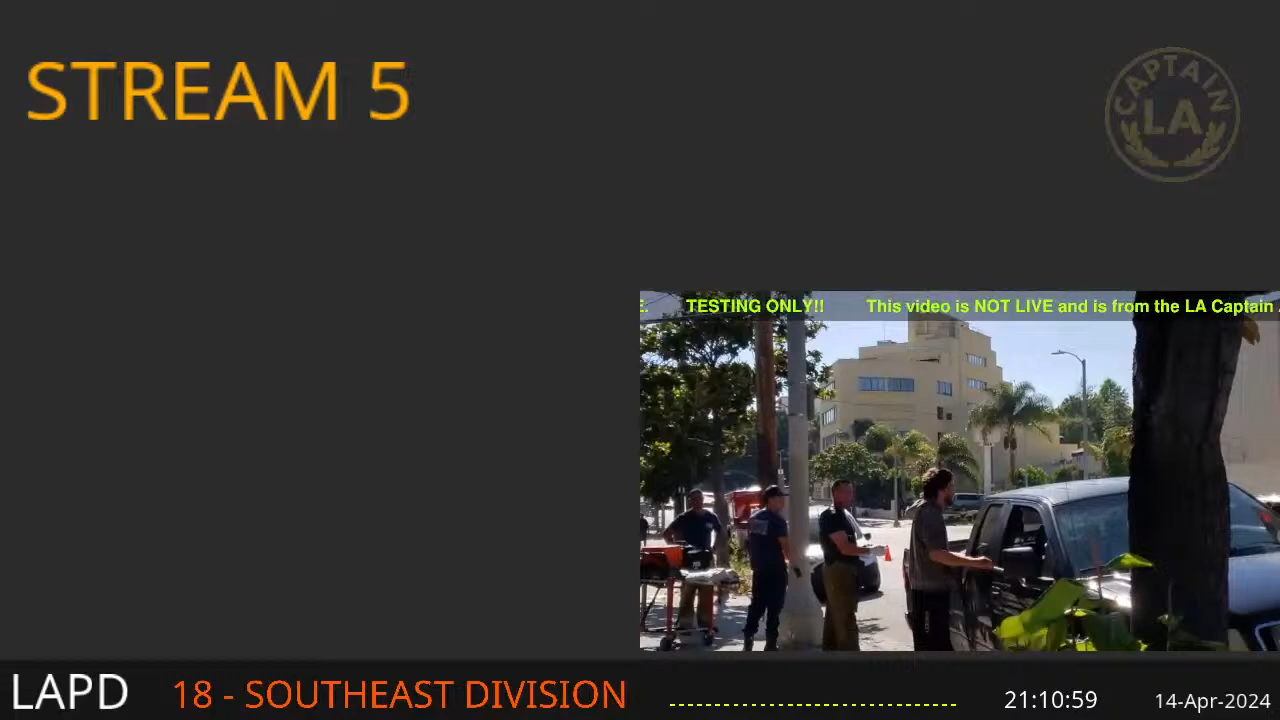 STREAM 5
CAPTAIN
LA
E. TESTING ONLY!! This video is NOT LIVE and is from the LA Captain
LAPD 18 - SOUTHEAST DIVISION 21:10:59 14-Apr-2024